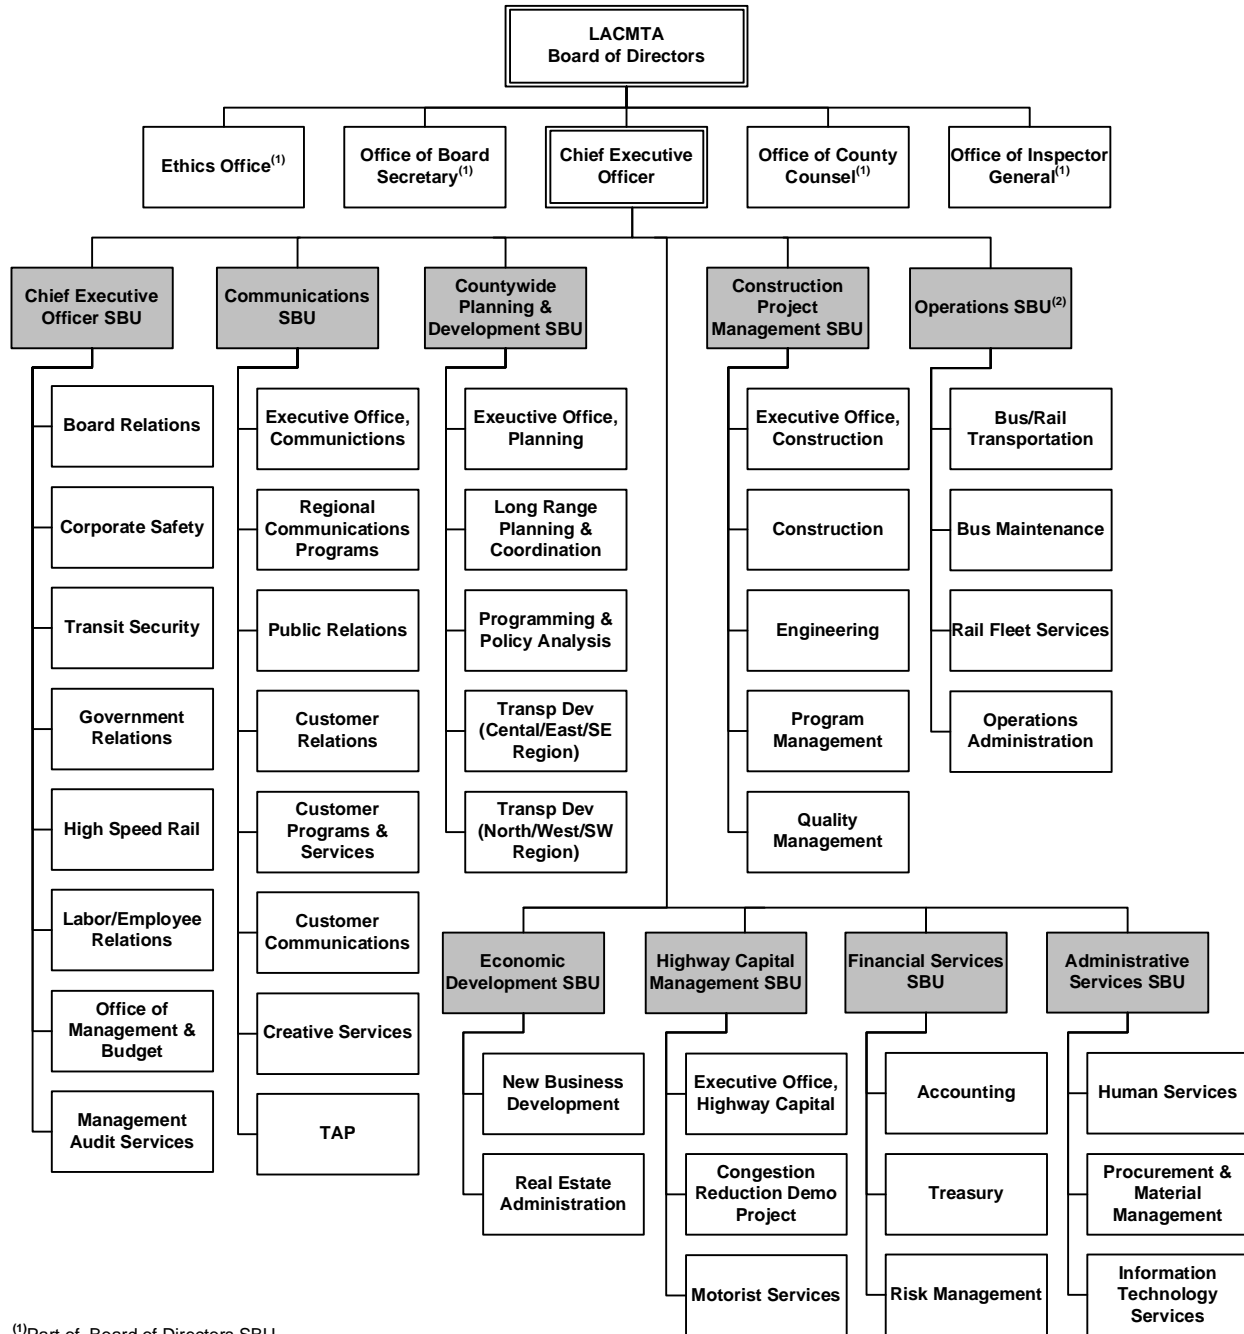 LACMTA
Board of Directors
Ethics Office(1)
Office of Board
Secretary(1)
Chief Executive
Officer
Office of County
Counsel(1)
Office of Inspector
General(1)
Chief Executive
Officer SBU
Communications
SBU
Countywide
Planning &
Development SBU
Construction
Project
Management SBU
Operations SBU(2)
Board Relations
Corporate Safety
Transit Security
Government
Relations
High Speed Rail
Labor/Employee
Relations
Office of
Management &
Budget
Management
Audit Services
Executive Office,
Communictions
Regional
Communications
Programs
Public Relations
Customer
Relations
Customer
Programs &
Services
Customer
Communications
Creative Services
TAP
Exeuctive Office,
Planning
Long Range
Planning &
Coordination
Programming &
Policy Analysis
Transp Dev
(Cental/East/SE
Region)
Transp Dev
(North/West/SW
Region)
Executive Office,
Construction
Construction
Engineering
Program
Management
Quality
Management
Bus/Rail
Transportation
Bus Maintenance
Rail Fleet Services
Operations
Administration
Economic
Development SBU
Highway Capital
Management SBU
Financial Services
SBU
Administrative
Services SBU
New Business
Development
Real Estate
Administration
Executive Office,
Highway Capital
Congestion
Reduction Demo
Project
Motorist Services
Accounting
Treasury
Risk Management
Human Services
Procurement &
Material
Management
Information
Technology
Services
(1)Part of Board of Directors SBU